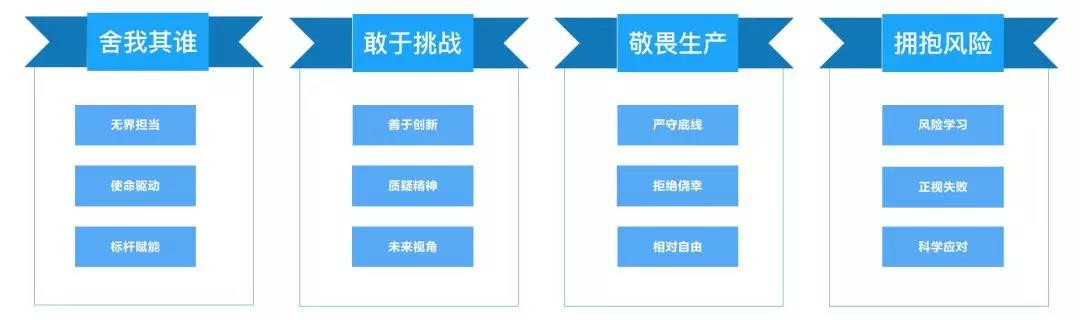 舍我其谁
无界担当
使命驱动
标杆赋能
敢于挑战
善于创新
质疑精神
未来视角
敬畏生产
严守底线
拒绝侥幸
相对自由
拥抱风险
风险学习
正视失败
科学应对